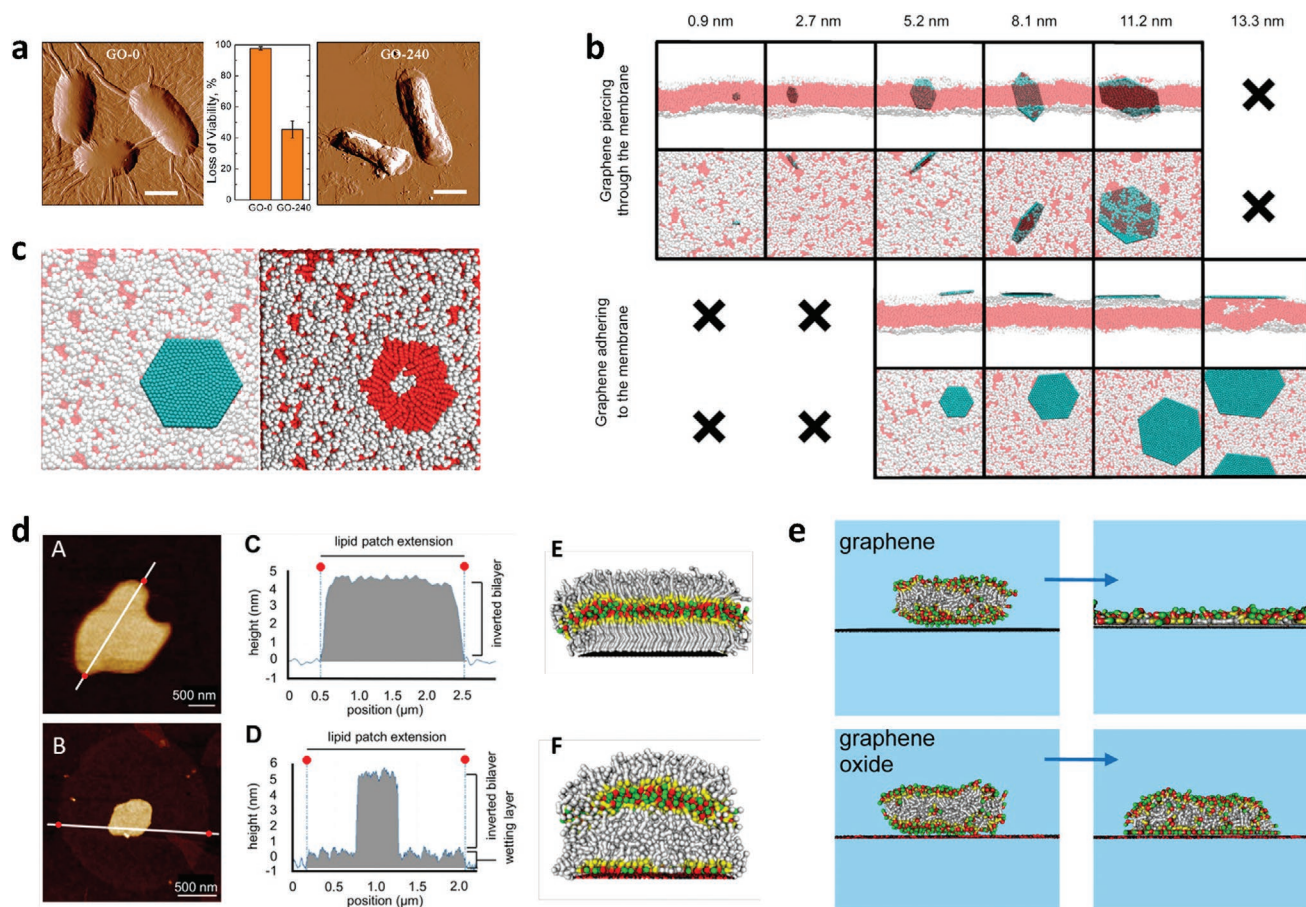 a
GO-0
Loss of Viability, %
100
80
60
40
20
0
GO-0 GO-240
GO-240
b
0.9 nm 2.7 nm 5.2 nm 8.1 nm 11.2 nm 13.3 nm
Graphene piercing
through the membrane
Graphene adhering
to the membrane
c
d
A
500 nm
B
500 nm
C
lipid patch extension
height (nm)
5
4
3
2
1
0
-1
0 0.5 1.0 1.5 2.0 2.5
position (µm)
inverted bilayer
D
lipid patch extension
height (nm)
6
5
4
3
2
1
0
-1
0 0.5 1.0 1.5 2.0
position (µm)
inverted bilayer
wetting layer
E
F
e
graphene
graphene
oxide